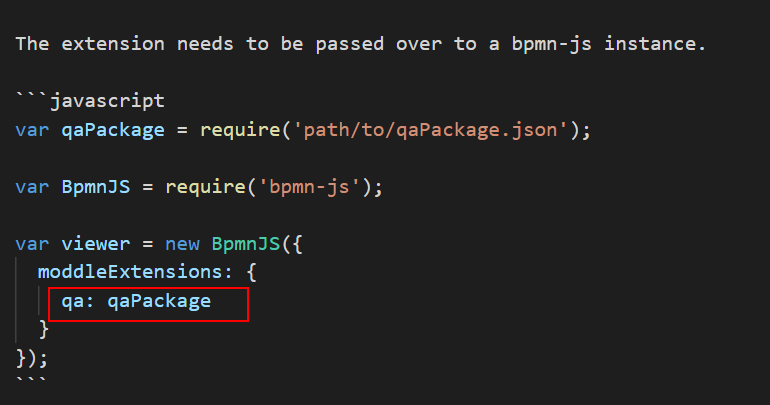 The extension needs to be passed over to a bpmn-js instance.
```javascript
var qaPackage = require('path/to/qaPackage.json');
var BpmnJS = require('bpmn-js');
var viewer = new BpmnJS({
  moddleExtensions: {
    qa: qaPackage
  }
});
```